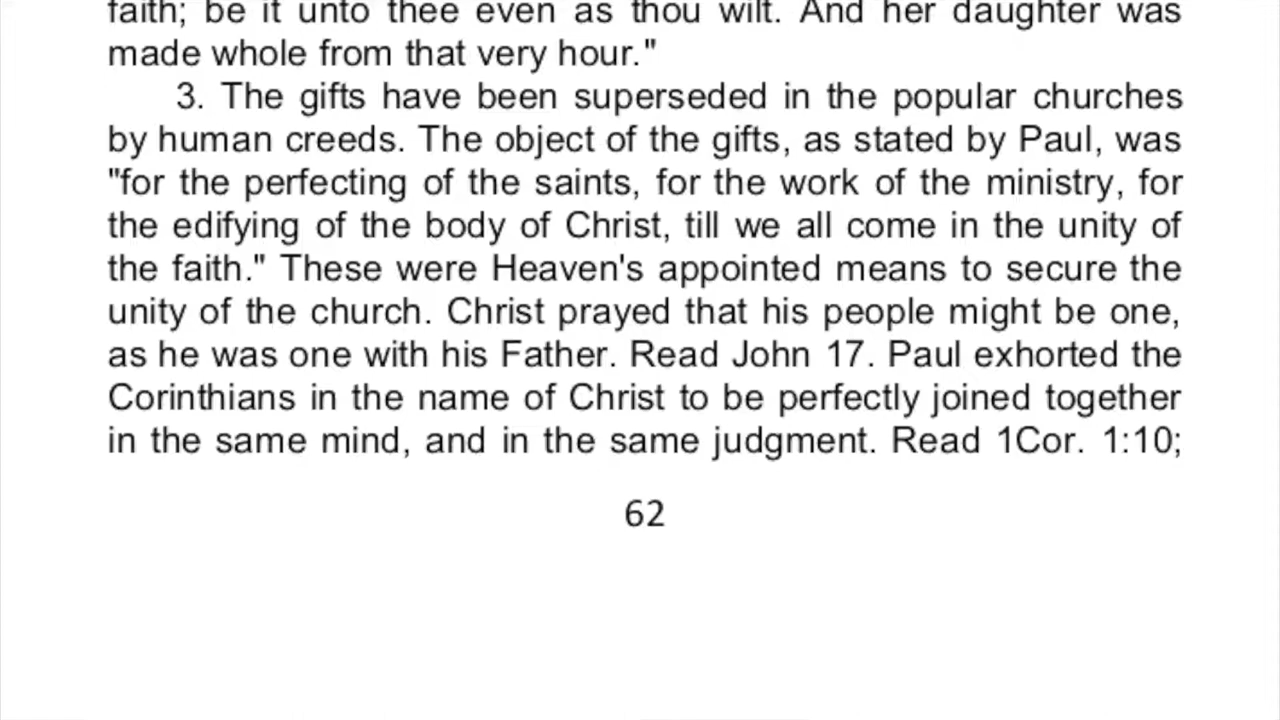 faith; be it unto thee even as thou wilt. And her daughter was
made whole from that very hour."
3. The gifts have been superseded in the popular churches
by human creeds. The object of the gifts, as stated by Paul, was
"for the perfecting of the saints, for the work of the ministry, for
the edifying of the body of Christ, till we all come in the unity of
the faith." These were Heaven's appointed means to secure the
unity of the church. Christ prayed that his people might be one,
as he was one with his Father. Read John 17. Paul exhorted the
Corinthians in the name of Christ to be perfectly joined together
in the same mind, and in the same judgment. Read 1Cor. 1:10;
62